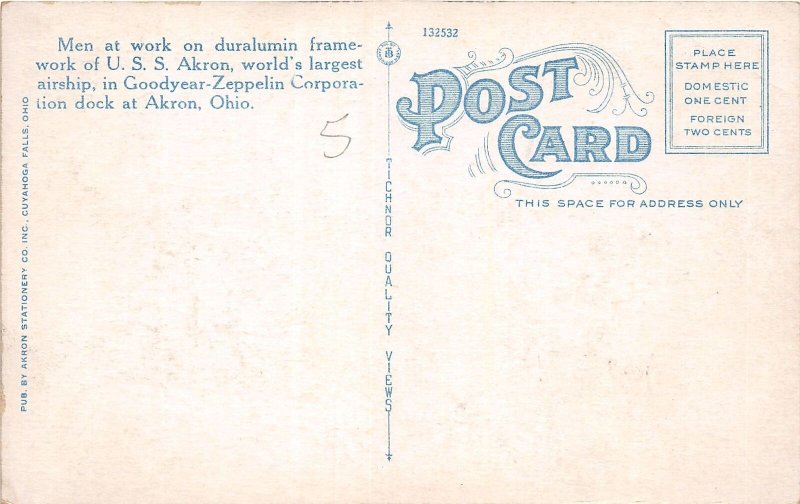 Men at work on duralumin frame-
work of U. S. S. Akron, world's largest
airship, in Goodyear-Zeppelin Corpora-
tion dock at Akron, Ohio.
5
PUB. BY AKRON STATIONERY CO. INC., CUYAHOGA FALLS, OHIO
TICHNOR QUALITY VIEWS
132532
POST
CARD
THIS SPACE FOR ADDRESS ONLY
PLACE
STAMP HERE
DOMESTIC
ONE CENT
FOREIGN
TWO CENTS